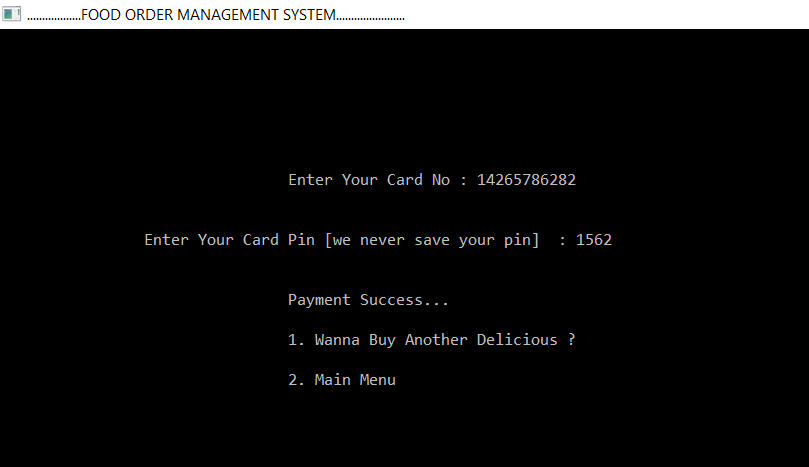 ..................FOOD ORDER MANAGEMENT SYSTEM.......................
Enter Your Card No : 14265786282
Enter Your Card Pin [we never save your pin]  : 1562
Payment Success...
1. Wanna Buy Another Delicious ?
2. Main Menu